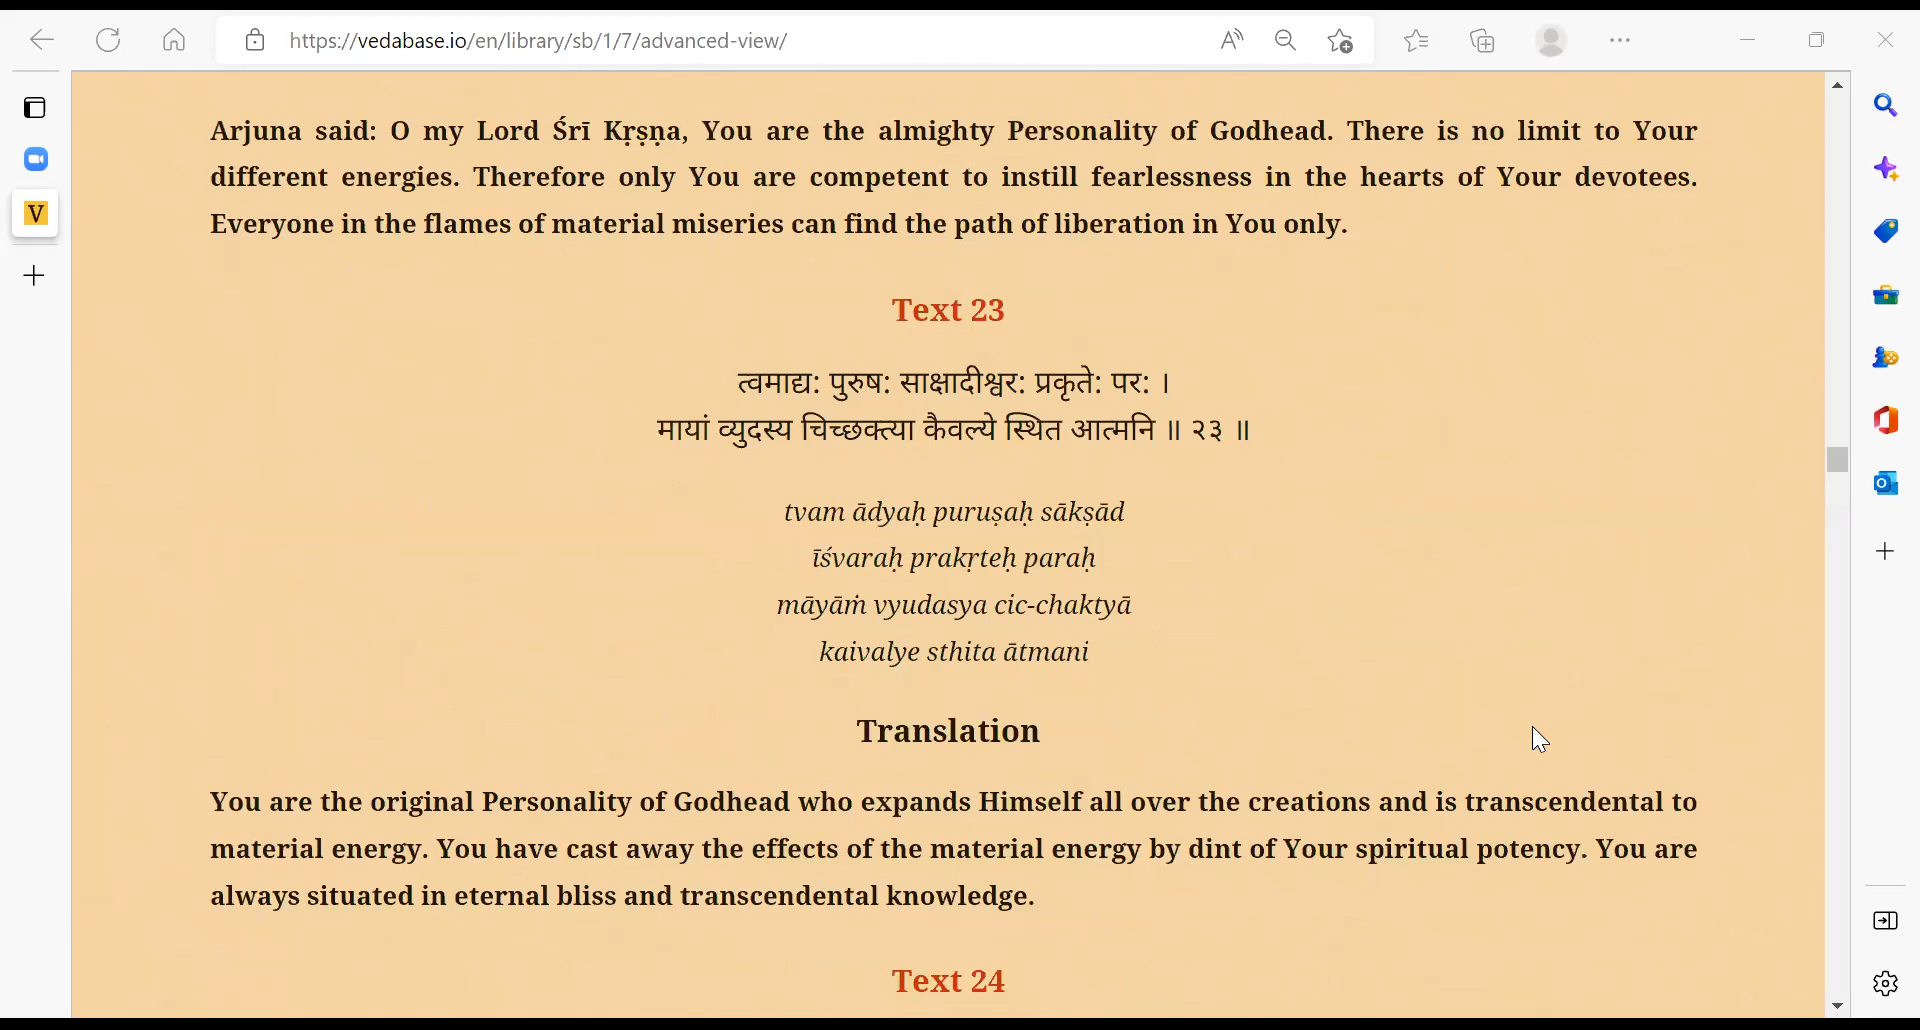 https://vedabase.io/en/library/sb/1/7/advanced-view/
Arjuna said: O my Lord Śrī Kṛṣṇa, You are the almighty Personality of Godhead. There is no limit to Your
different energies. Therefore only You are competent to instill fearlessness in the hearts of Your devotees.
Everyone in the flames of material miseries can find the path of liberation in You only.
Text 23
त्वमाद्य: पुरुष: साक्षादीश्वर: प्रकृते: पर: ।
मायां व्युदस्य चिच्छक्त्या कैवल्ये स्थित आत्मनि ॥ २३ ॥
tvam ādyaḥ puruṣaḥ sākṣād
īśvaraḥ prakṛteḥ paraḥ
māyāṁ vyudasya cic-chaktyā
kaivalye sthita ātmani
Translation
You are the original Personality of Godhead who expands Himself all over the creations and is transcendental to
material energy. You have cast away the effects of the material energy by dint of Your spiritual potency. You are
always situated in eternal bliss and transcendental knowledge.
Text 24